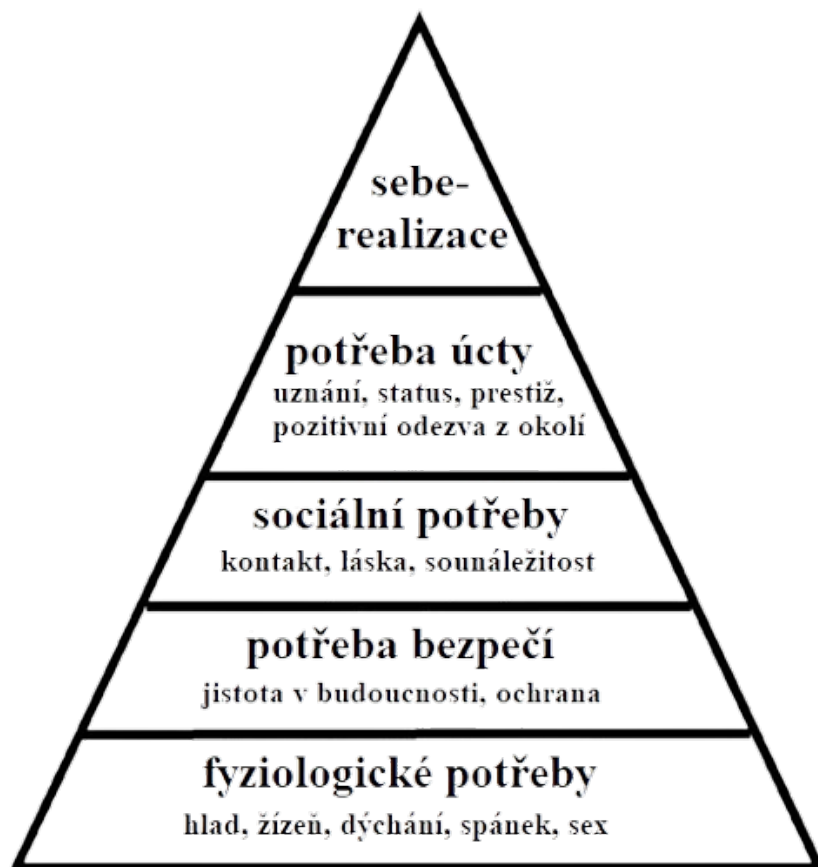 sebe-
realizace
potřeba úcty
uznání, status, prestiž,
pozitivní odezva z okolí
sociální potřeby
kontakt, láska, sounáležitost
potřeba bezpečí
jistota v budoucnosti, ochrana
fyziologické potřeby
hlad, žízeň, dýchání, spánek, sex